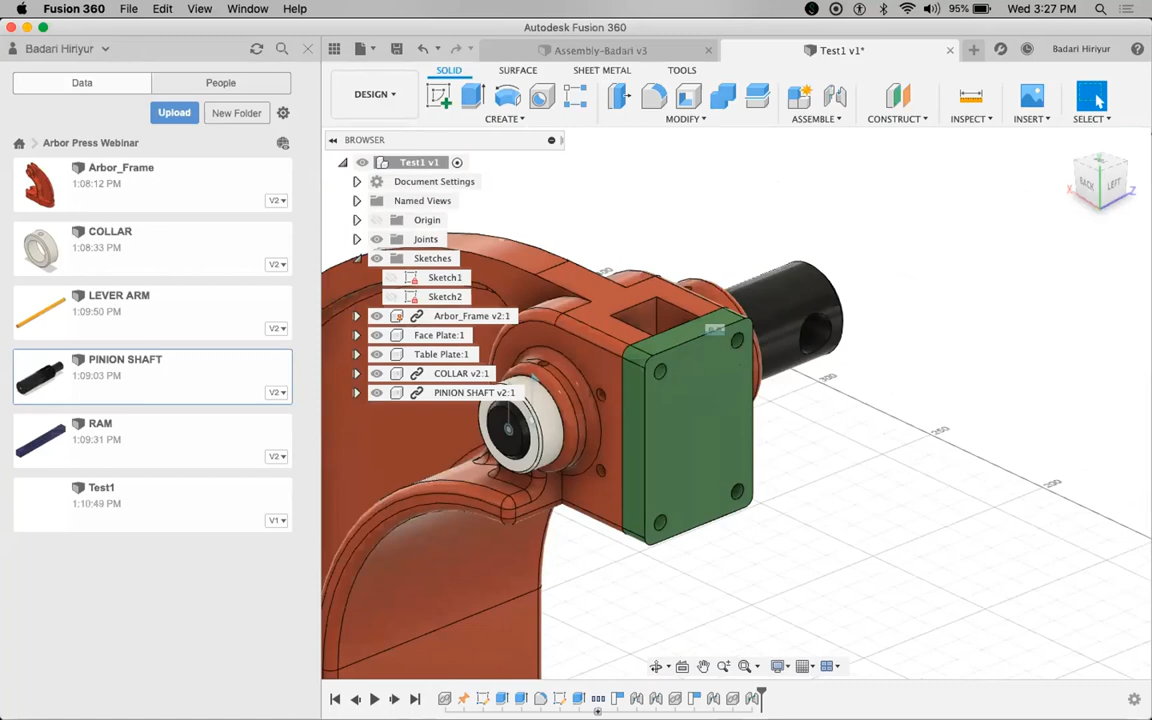 Fusion 360 File Edit View Window Help 95% Wed 3:27 PM
Autodesk Fusion 360
Badari Hiriyur
Assembly-Badari v3 Test1 v1* Badari Hiriyur
Data People
SOLID SURFACE SHEET METAL TOOLS
DESIGN
Upload New Folder
CREATE MODIFY ASSEMBLE CONSTRUCT INSPECT INSERT SELECT
Arbor Press Webinar
BROWSER
Arbor_Frame
1:08:12 PM
V2
COLLAR
1:08:33 PM
V2
LEVER ARM
1:09:50 PM
V2
PINION SHAFT
1:09:03 PM
V2
RAM
1:09:31 PM
V2
Test1
1:10:49 PM
V1
Test1 v1
Document Settings
Named Views
Origin
Joints
Sketches
Sketch1
Sketch2
Arbor_Frame v2:1
Face Plate:1
Table Plate:1
COLLAR v2:1
PINION SHAFT v2:1
BACK LEFT
X Z
300
250
250